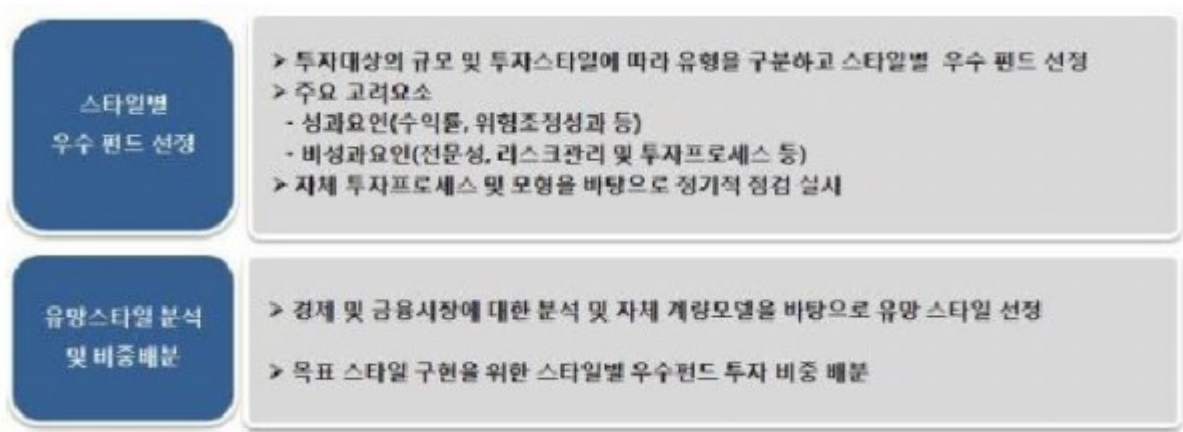 스타일별
우수 펀드 선정
➢ 투자대상의 규모 및 투자스타일에 따라 유형을 구분하고 스타일별 우수 펀드 선정
➢ 주요 고려요소
- 성과요인(수익률, 위험조정성과 등)
- 비성과요인(전문성, 리스크관리 및 투자프로세스 등)
➢ 자체 투자프로세스 및 모형을 바탕으로 정기적 점검 실시
유망스타일 분석
및 비중배분
➢ 경제 및 금융시장에 대한 분석 및 자체 계량모델을 바탕으로 유망 스타일 선정
➢ 목표 스타일 구현을 위한 스타일별 우수펀드 투자 비중 배분